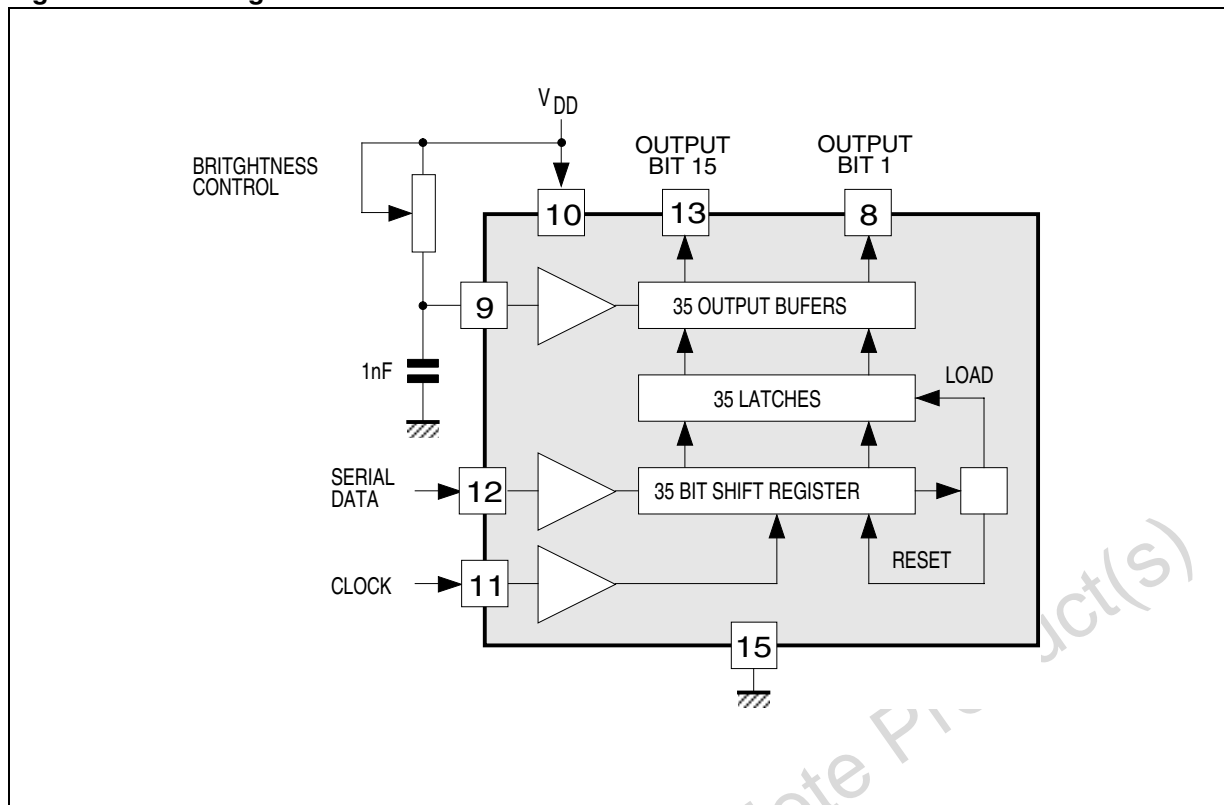 V DD
BRITGHTNESS
CONTROL
OUTPUT
BIT 15
OUTPUT
BIT 1
10
13
8
9
35 OUTPUT BUFERS
1nF
LOAD
35 LATCHES
SERIAL
DATA
12
35 BIT SHIFT REGISTER
RESET
CLOCK
11
15